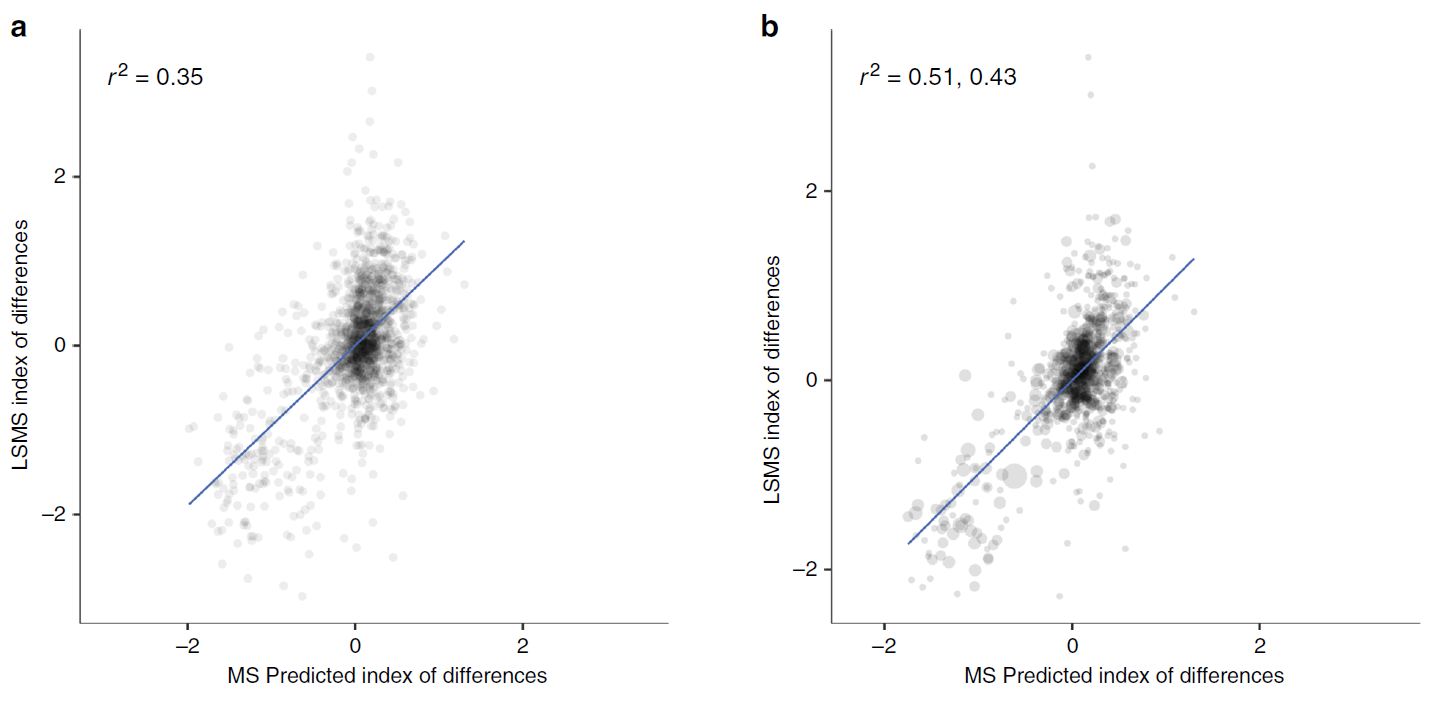 a
r² = 0.35
LSMS index of differences
2
0
−2
−2
0
2
MS Predicted index of differences
b
r² = 0.51, 0.43
LSMS index of differences
2
0
−2
−2
0
2
MS Predicted index of differences